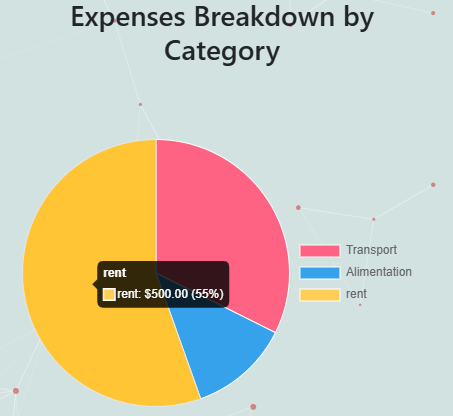 Expenses Breakdown by
Category
Transport
Alimentation
rent
rent
rent: $500.00 (55%)